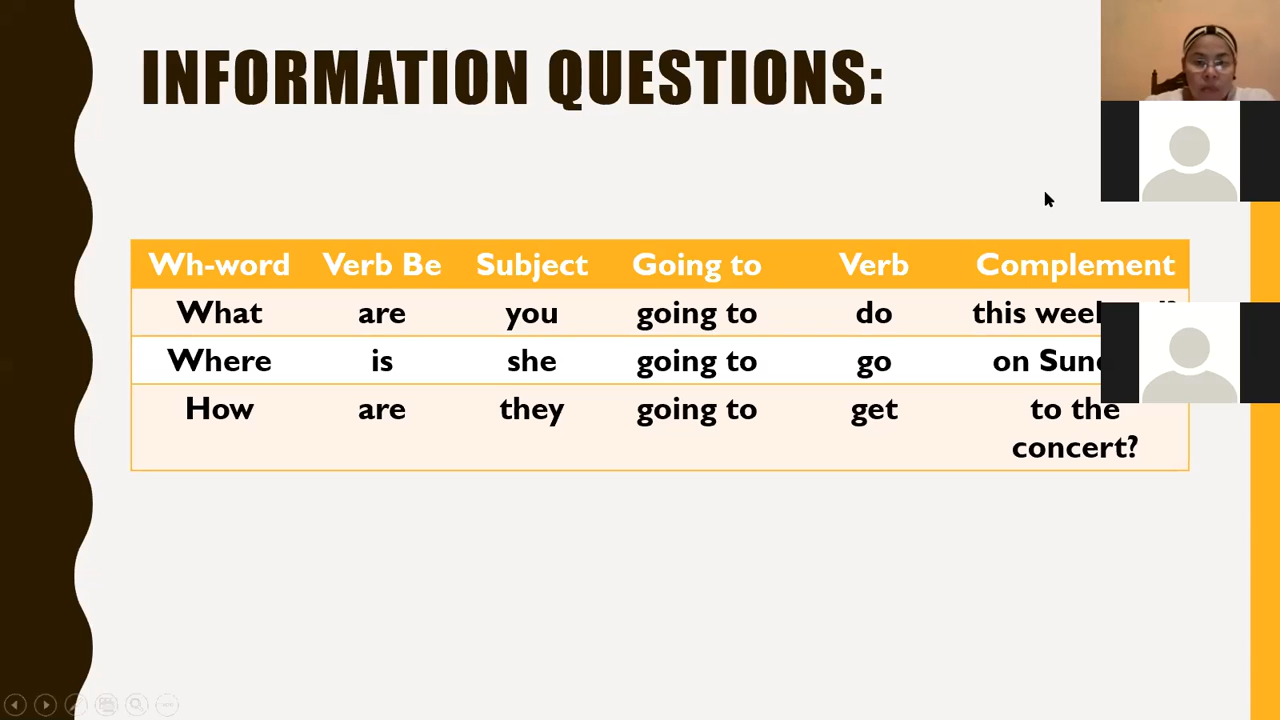 INFORMATION QUESTIONS:
Wh-word Verb Be Subject Going to Verb Complement
What are you going to do this
Where is she going to go on
How are they going to get to the
concert?